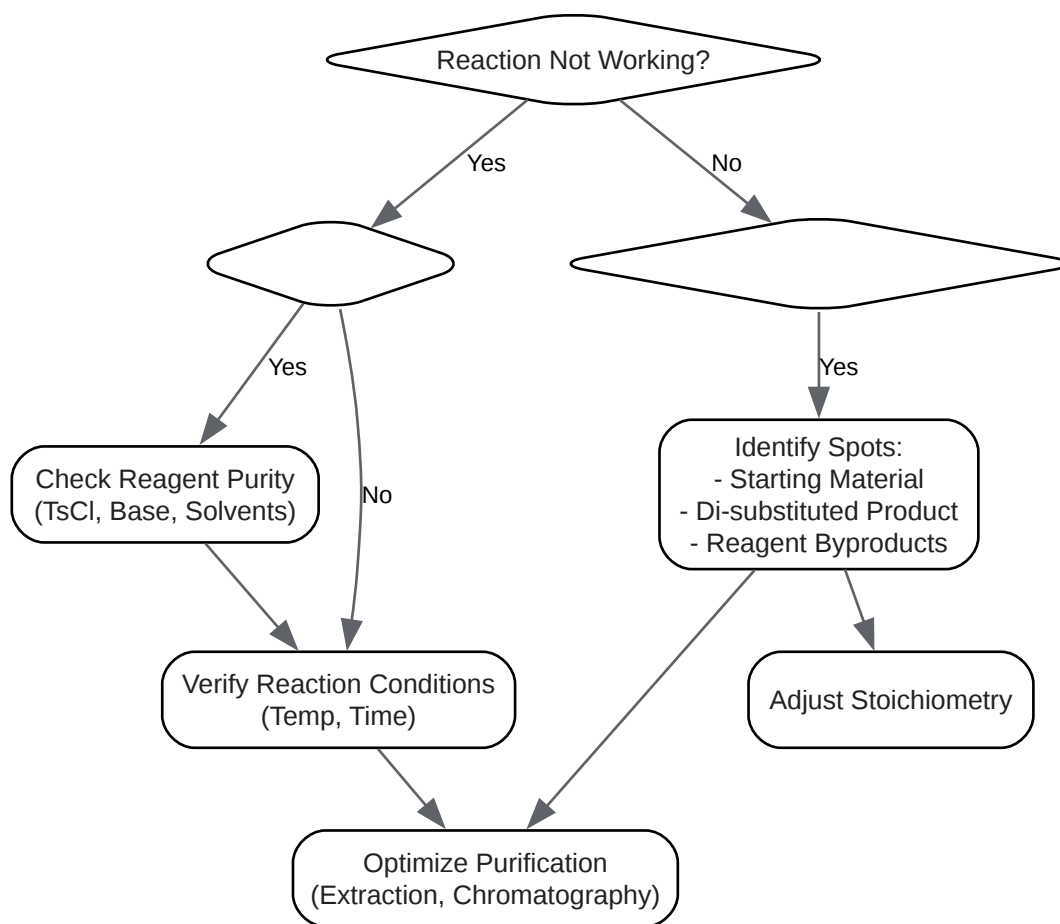 Reaction Not Working?
Yes
No
Yes
Yes
Check Reagent Purity
(TsCl, Base, Solvents)
No
Identify Spots:
- Starting Material
- Di-substituted Product
- Reagent Byproducts
Verify Reaction Conditions
(Temp, Time)
Adjust Stoichiometry
Optimize Purification
(Extraction, Chromatography)